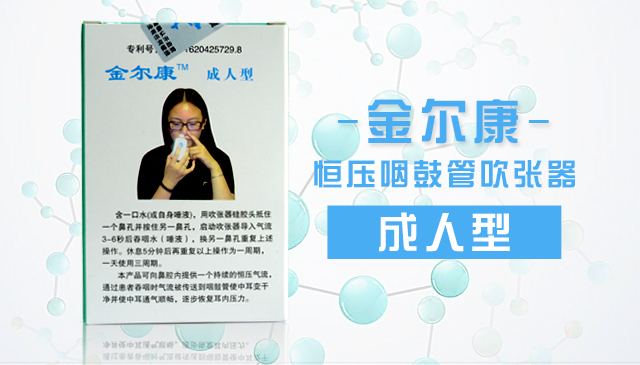 专利号
1620425729.8
金尔康™ 成人型
含一口水(或自身唾液)，用吹张器硅胶头抵住
一个鼻孔并按住另一鼻孔，启动吹张器导入气流
3-6秒后吞咽水（唾液），换另一鼻孔重复上述
操作。休息5分钟后再重复以上操作为一周期，
一天使用三周期。
本产品可向鼻腔内提供一个持续的恒压气流，
通过患者吞咽时气流被传送到咽鼓管使中耳变干
净并使中耳通气顺畅，逐步恢复耳内压力。
-金尔康-
恒压咽鼓管吹张器
成人型